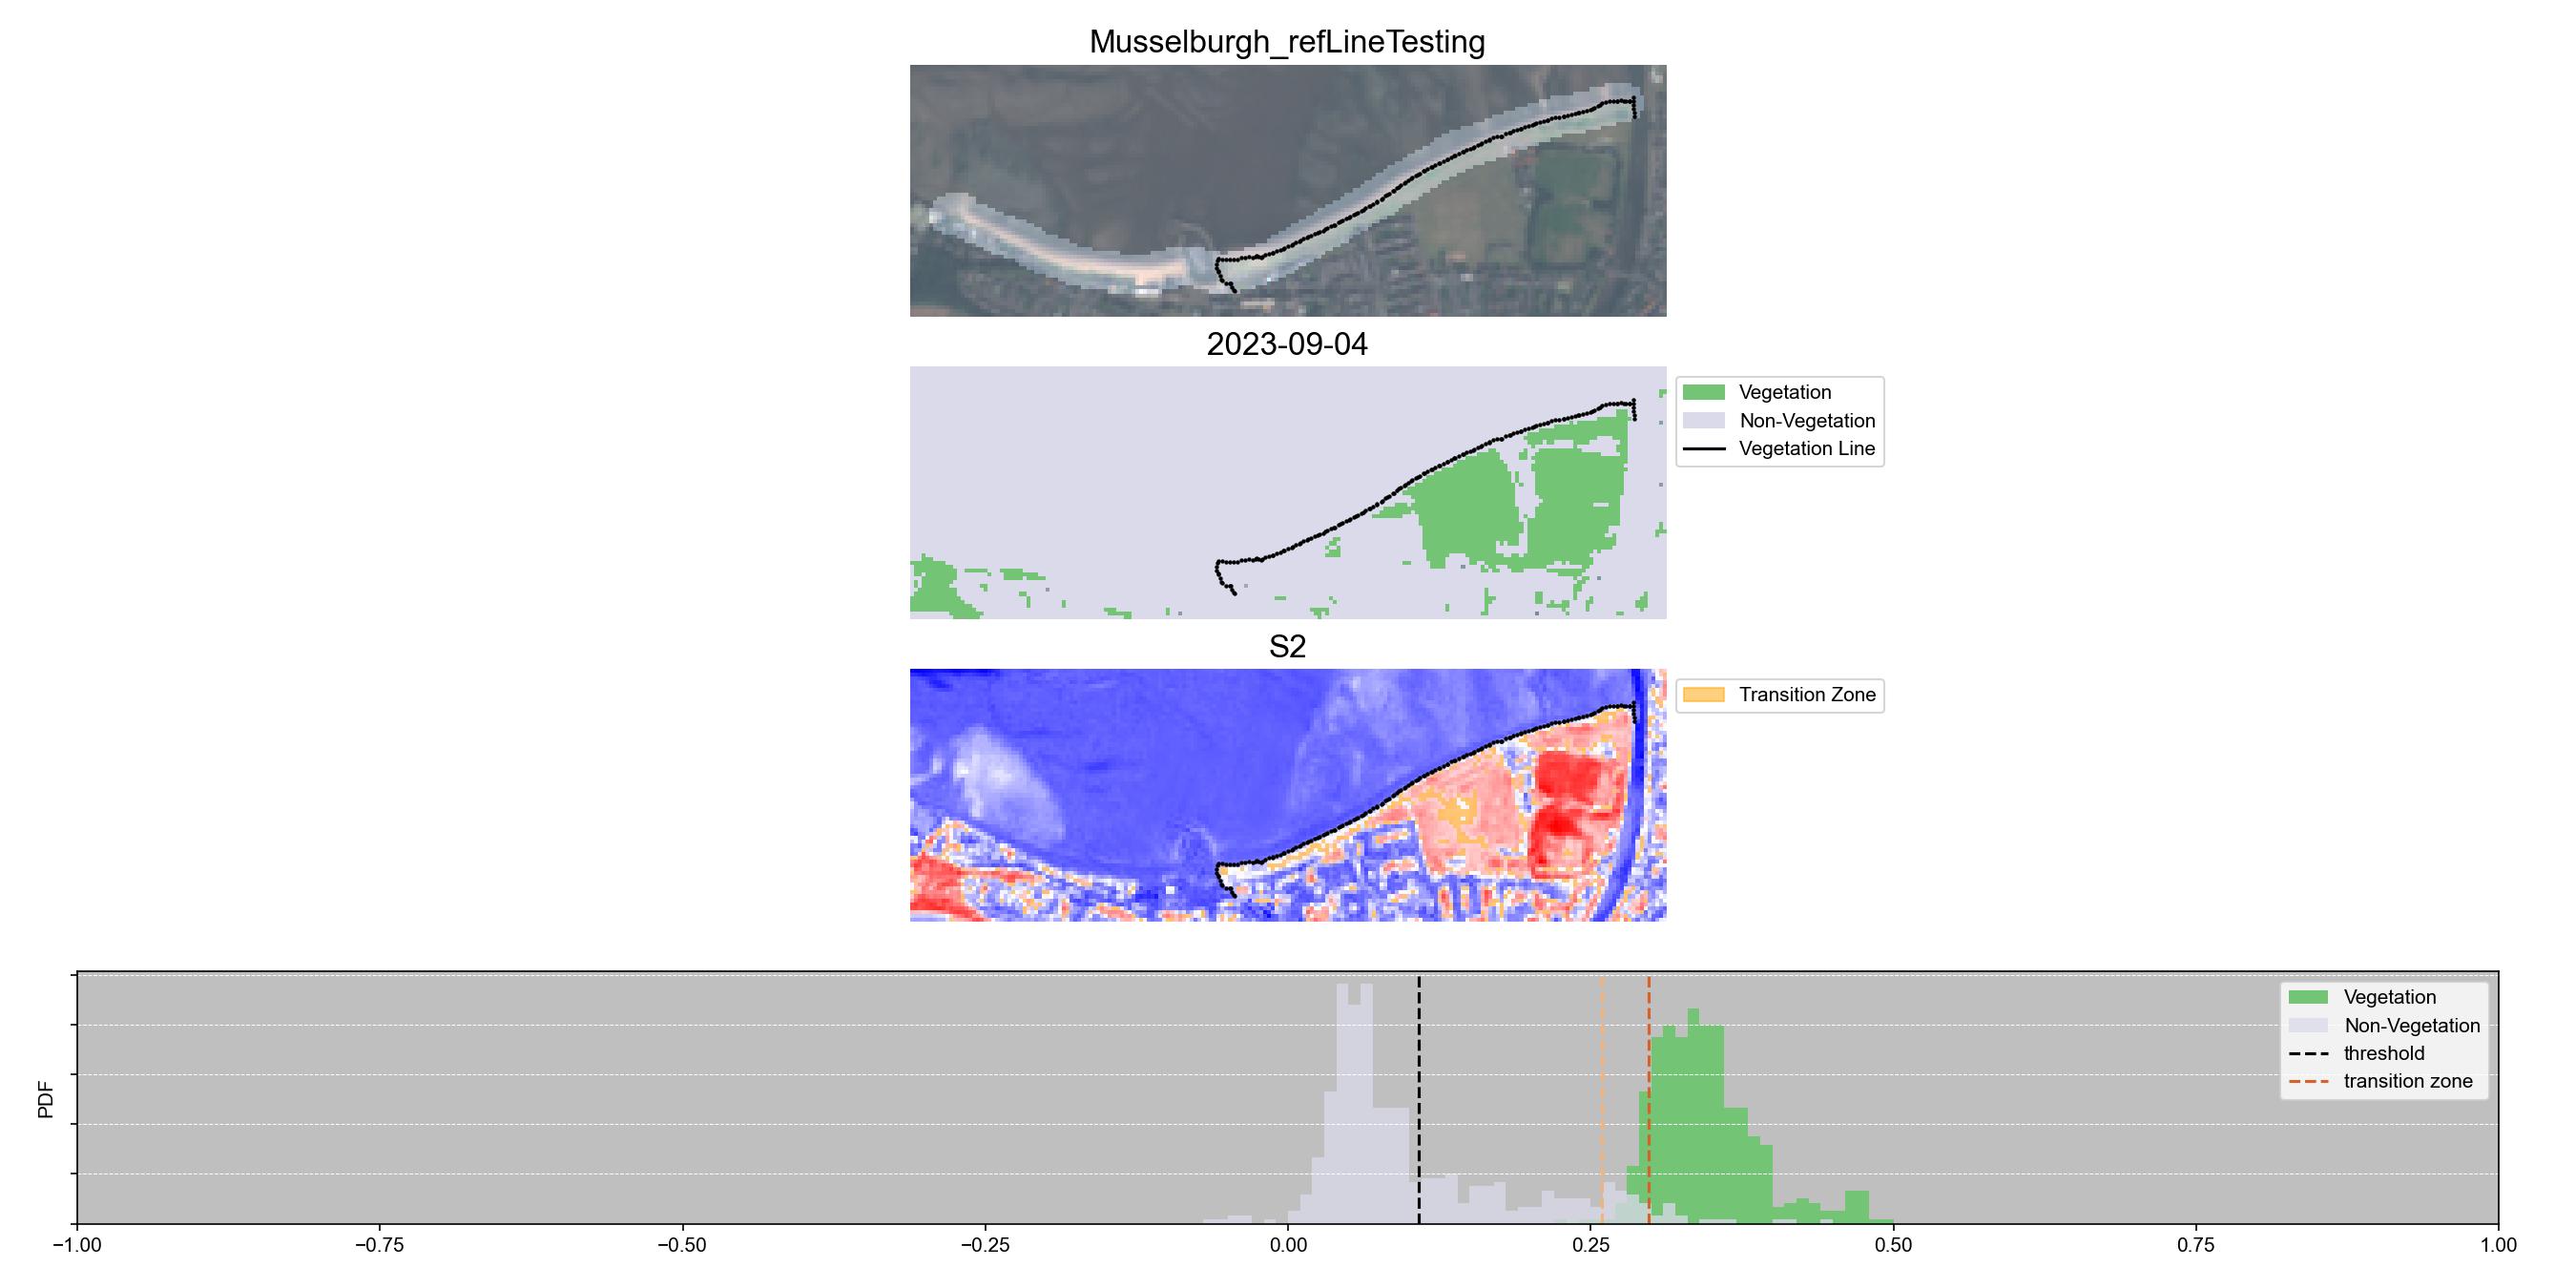 Musselburgh_refLineTesting
2023-09-04
Vegetation
Non-Vegetation
Vegetation Line
S2
Transition Zone
PDF
Vegetation
Non-Vegetation
threshold
transition zone
−1.00 −0.75 −0.50 −0.25 0.00 0.25 0.50 0.75 1.00